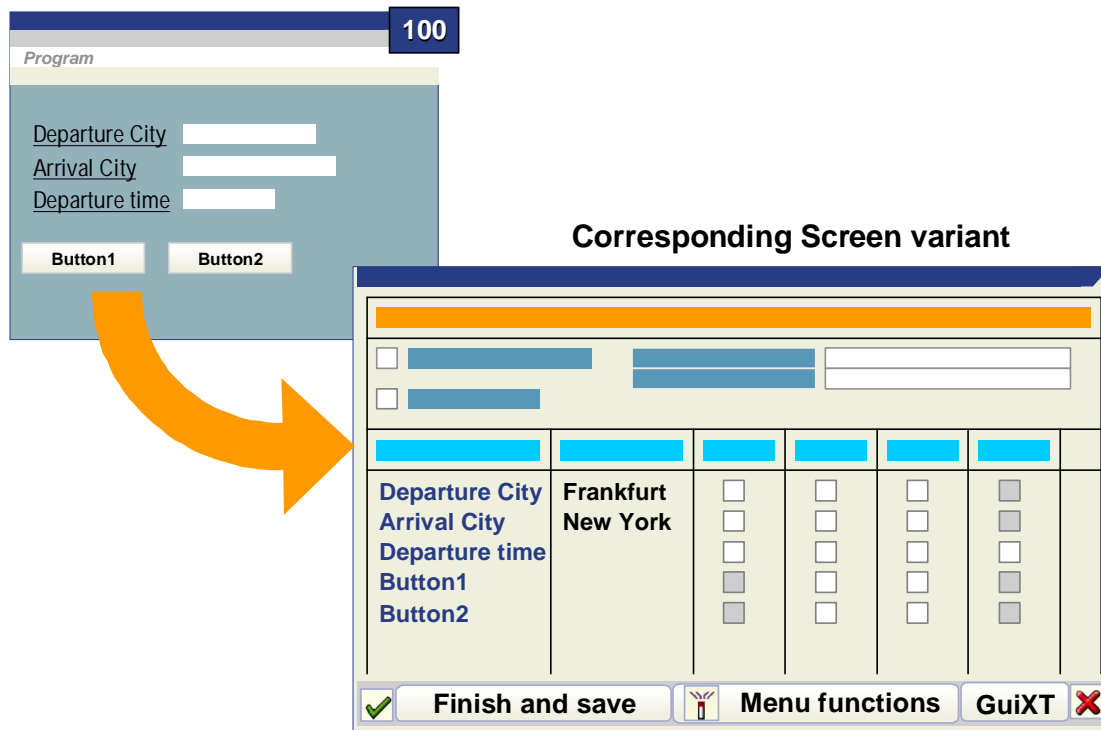 100
Program
Departure City
Arrival City
Departure time
Button1 Button2
Corresponding Screen variant
Departure City Frankfurt
Arrival City New York
Departure time
Button1
Button2
Finish and save Menu functions GuiXT